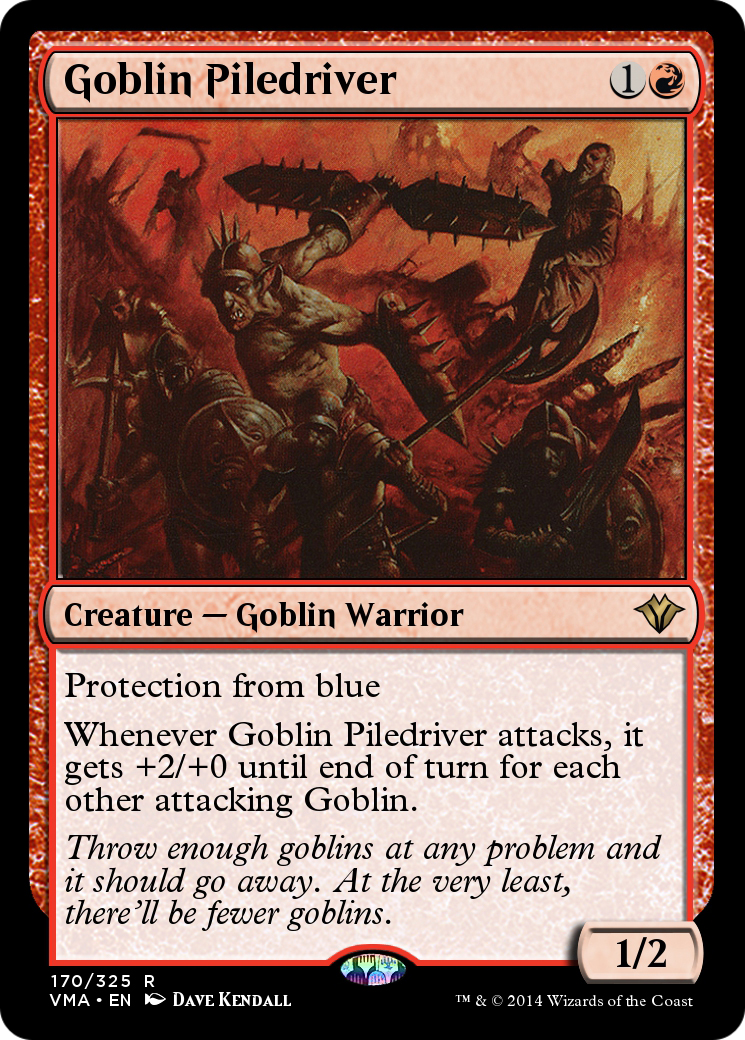 Goblin Piledriver 1
Creature — Goblin Warrior
Protection from blue
Whenever Goblin Piledriver attacks, it
gets +2/+0 until end of turn for each
other attacking Goblin.
Throw enough goblins at any problem and
it should go away. At the very least,
there'll be fewer goblins.
1/2
170/325 R
VMA • EN Dave Kendall
™ & © 2014 Wizards of the Coast